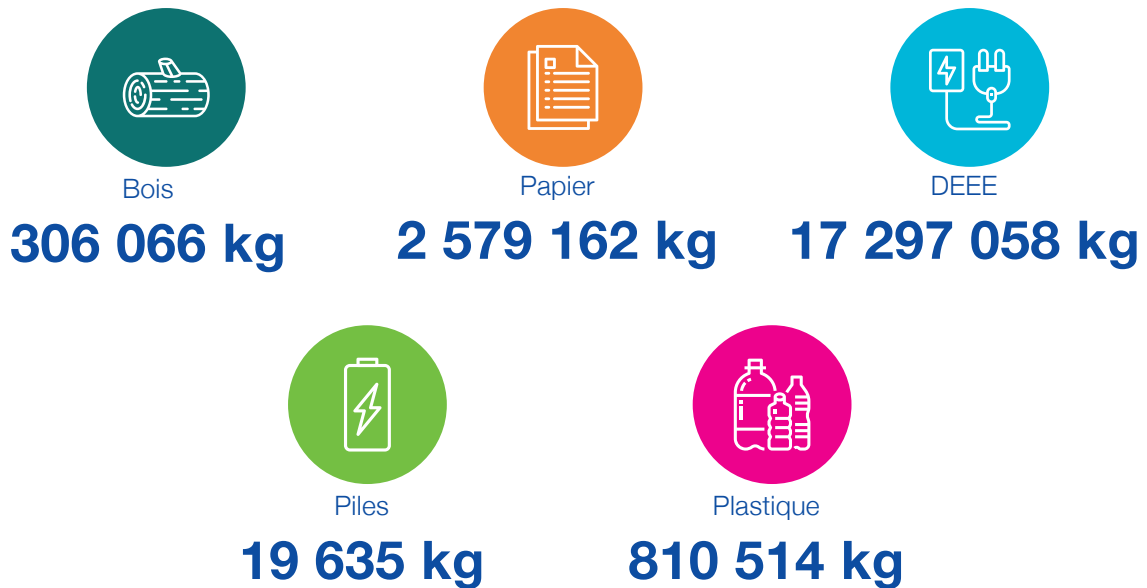 Bois
306 066 kg
Papier
2 579 162 kg
DEEE
17 297 058 kg
Piles
19 635 kg
Plastique
810 514 kg